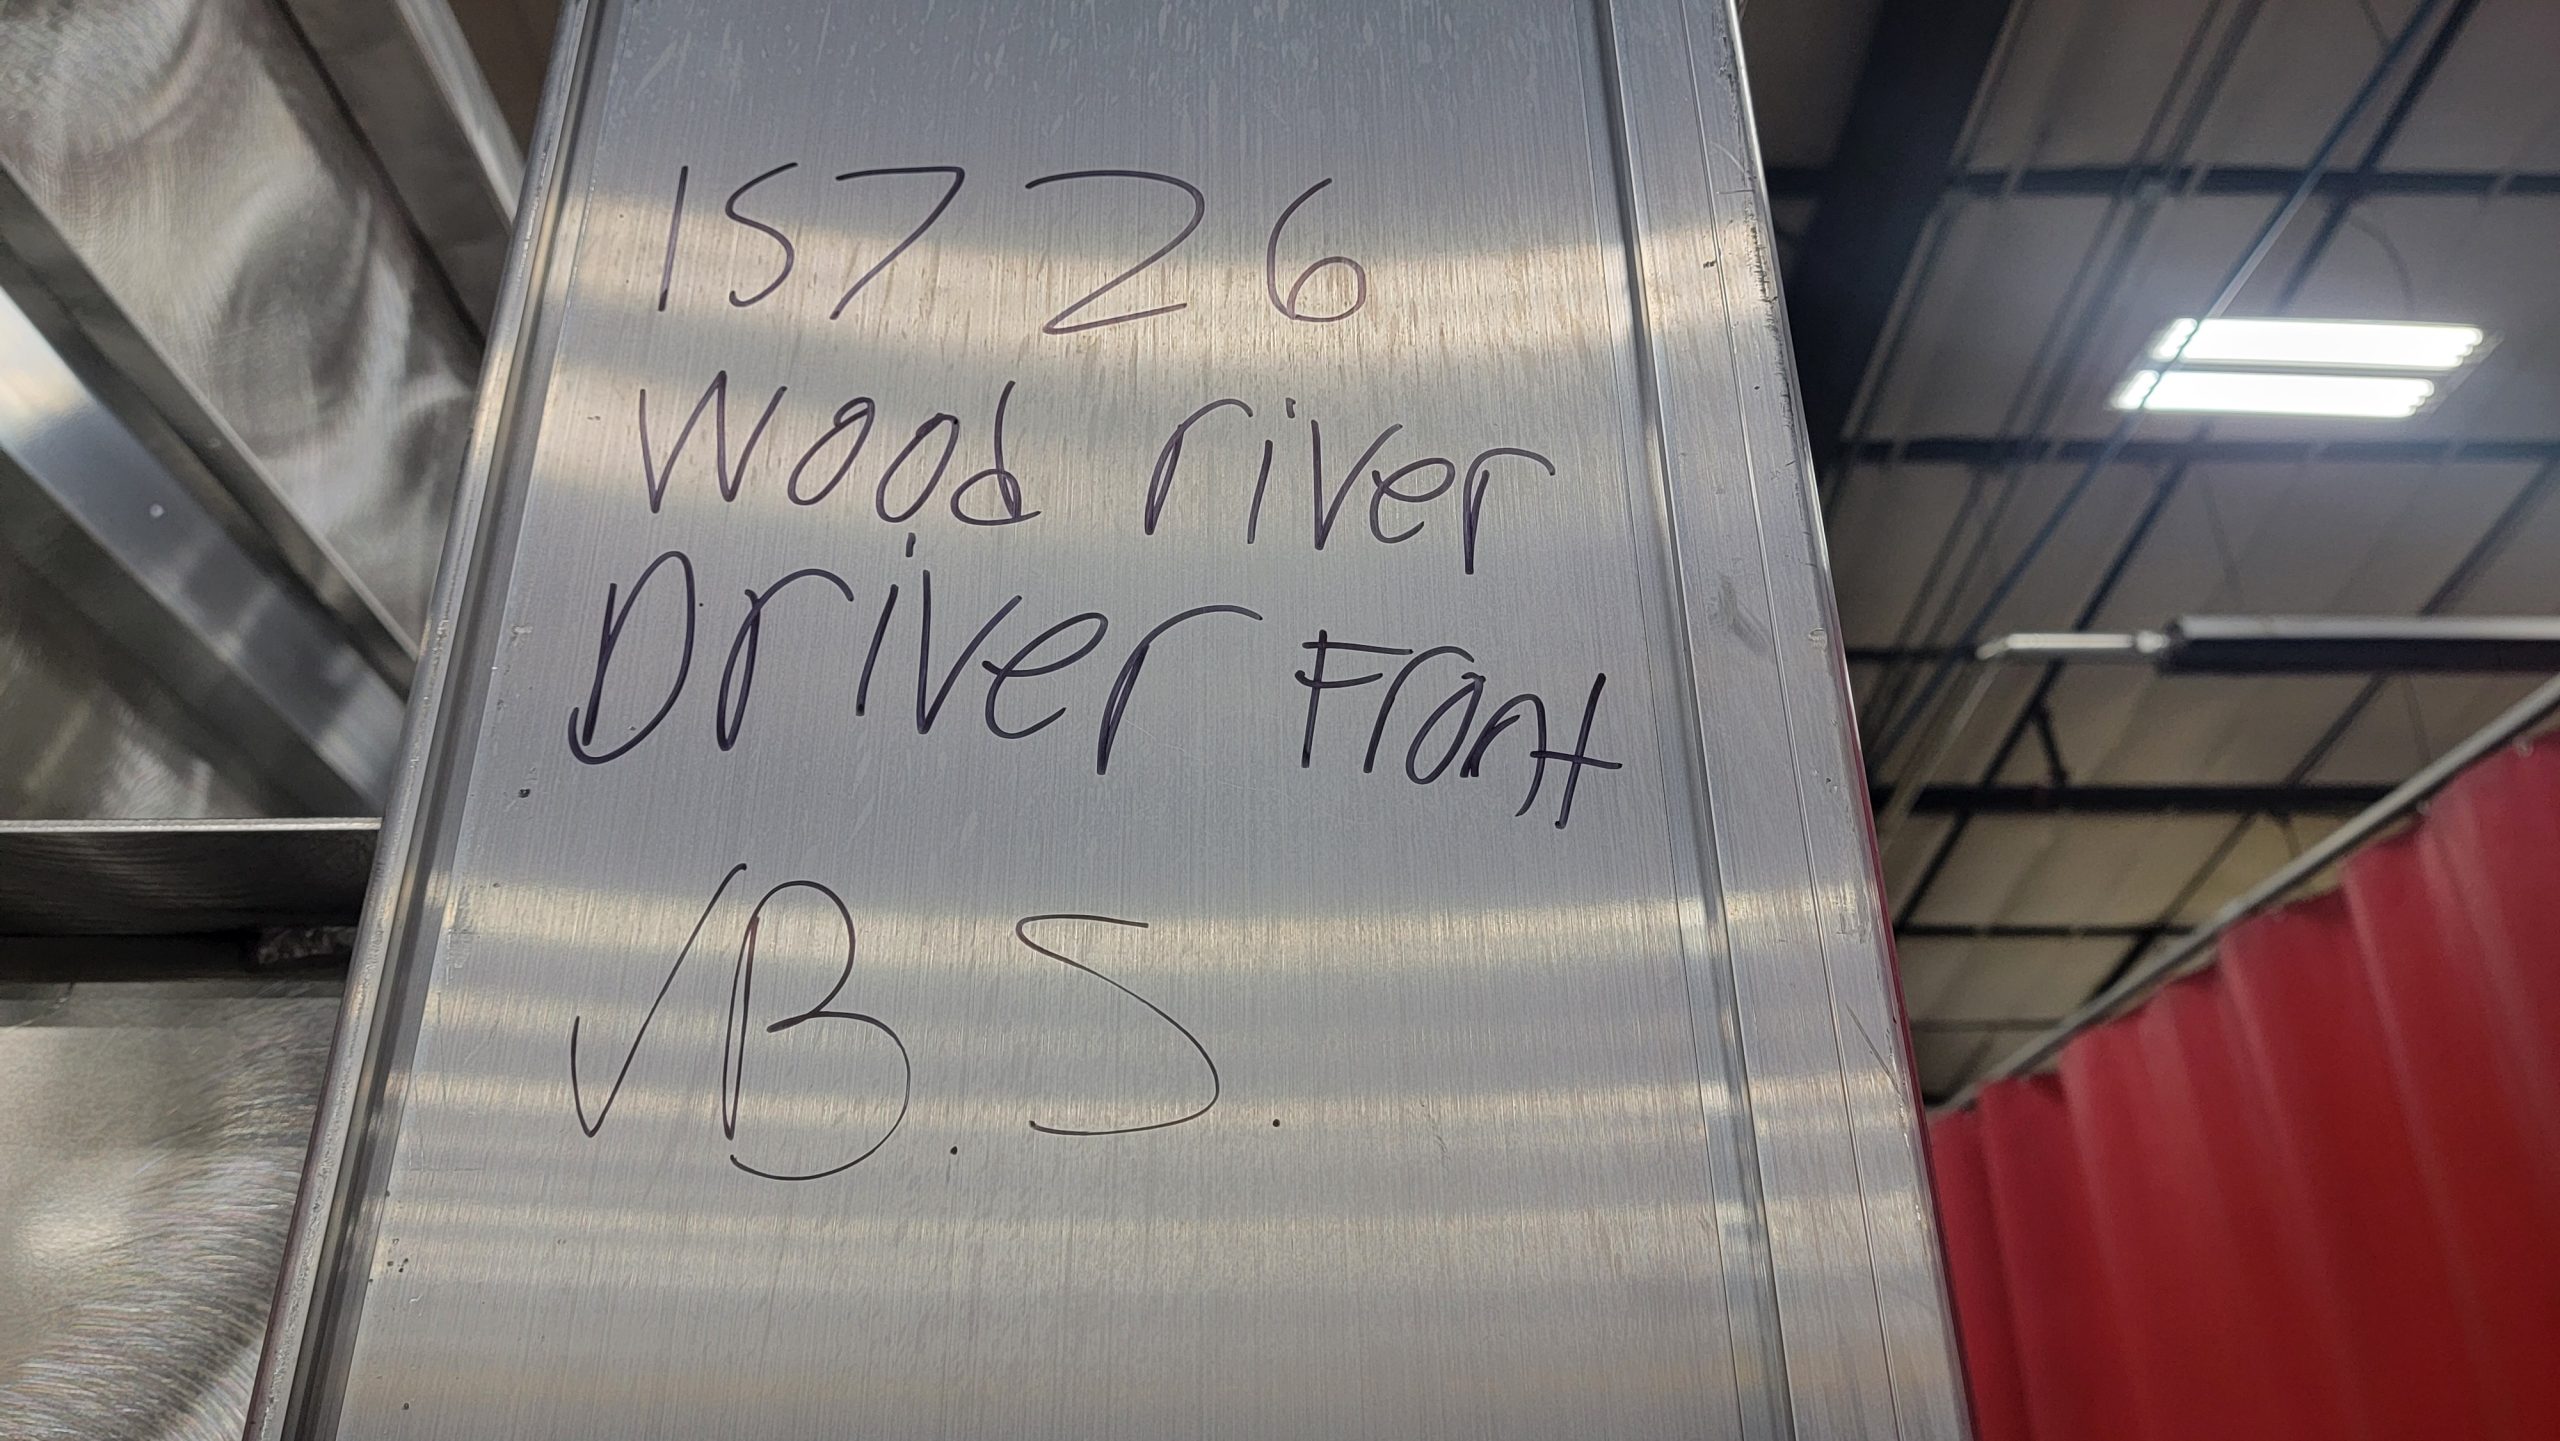 15726
Wood river
Driver Front
√B.S.